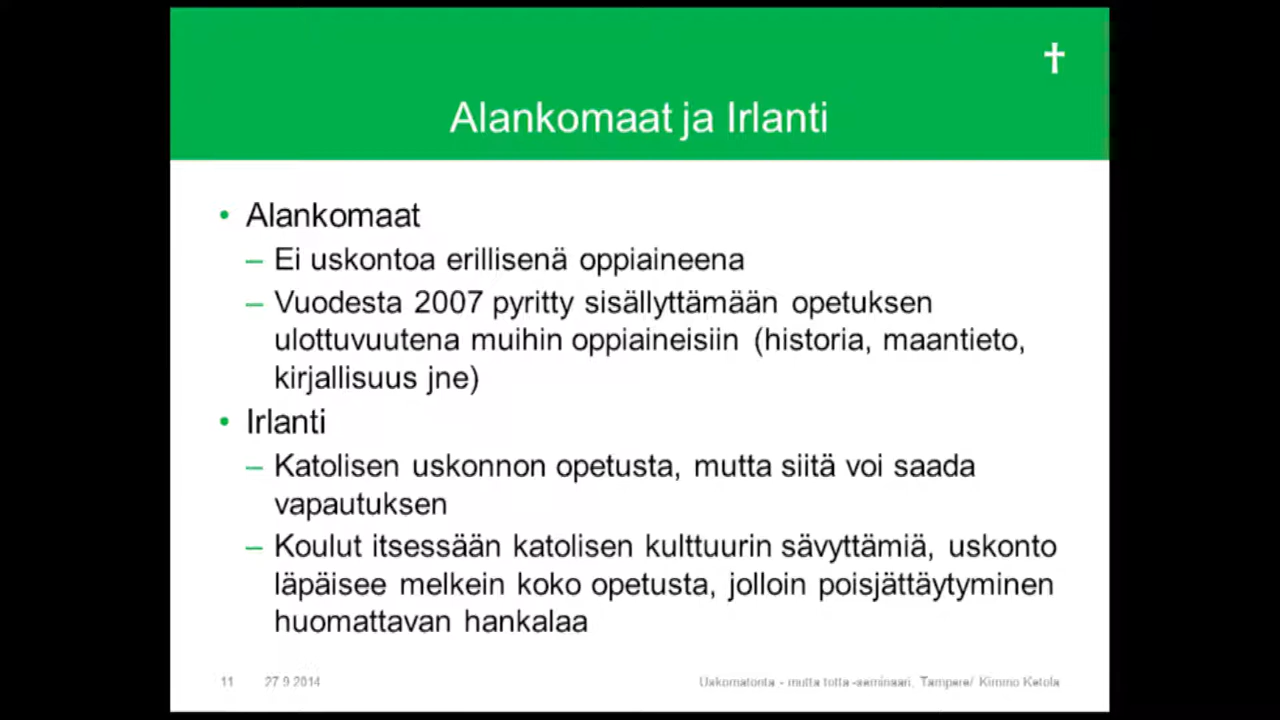 Alankomaat ja Irlanti
• Alankomaat
– Ei uskontoa erillisenä oppiaineena
– Vuodesta 2007 pyritty sisällyttämään opetuksen
ulottuvuutena muihin oppiaineisiin (historia, maantieto,
kirjallisuus jne)
• Irlanti
– Katolisen uskonnon opetusta, mutta siitä voi saada
vapautuksen
– Koulut itsessään katolisen kulttuurin sävyttämiä, uskonto
läpäisee melkein koko opetusta, jolloin poisjättäytyminen
huomattavan hankalaa
11 27.9.2014 Uskomatonta - mutta totta -seminaari, Tampere/ Kimmo Ketola